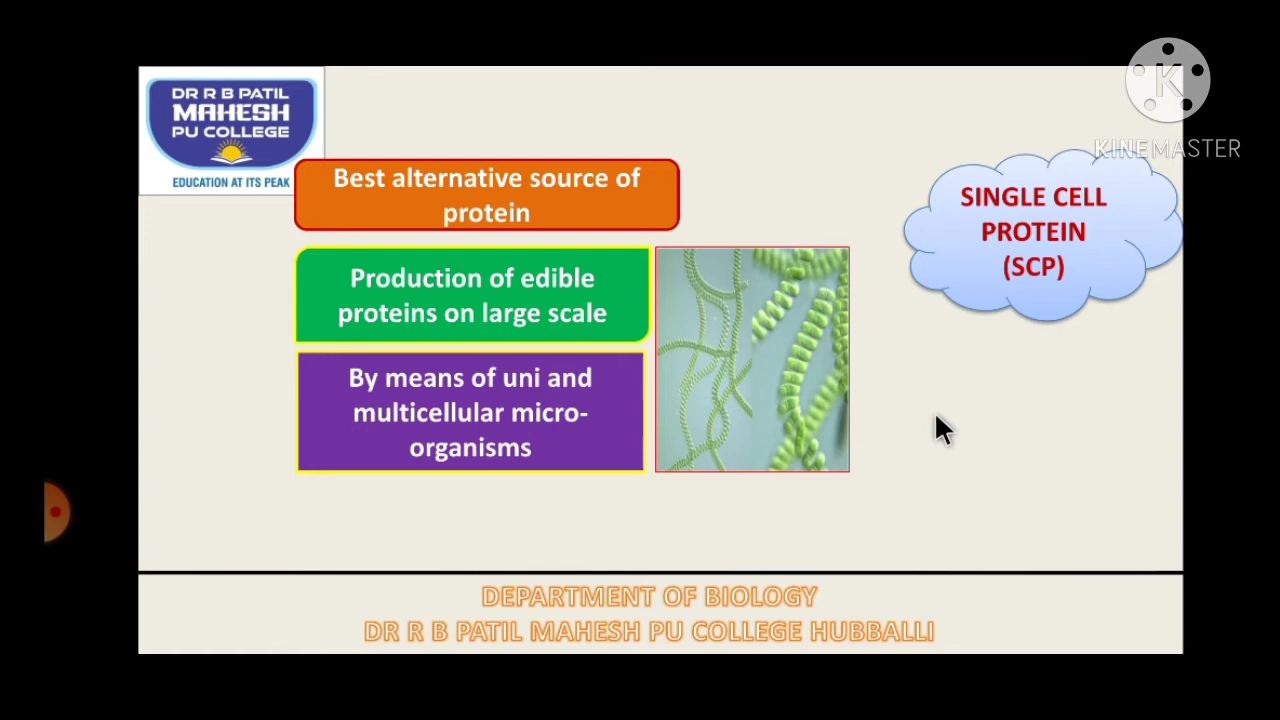 DR R B PATIL
MAHESH
PU COLLEGE
EDUCATION AT ITS PEAK
K
KINEMASTER
Best alternative source of
protein
SINGLE CELL
PROTEIN
(SCP)
Production of edible
proteins on large scale
By means of uni and
multicellular micro-
organisms
DEPARTMENT OF BIOLOGY
DR R B PATIL MAHESH PU COLLEGE HUBBALLI